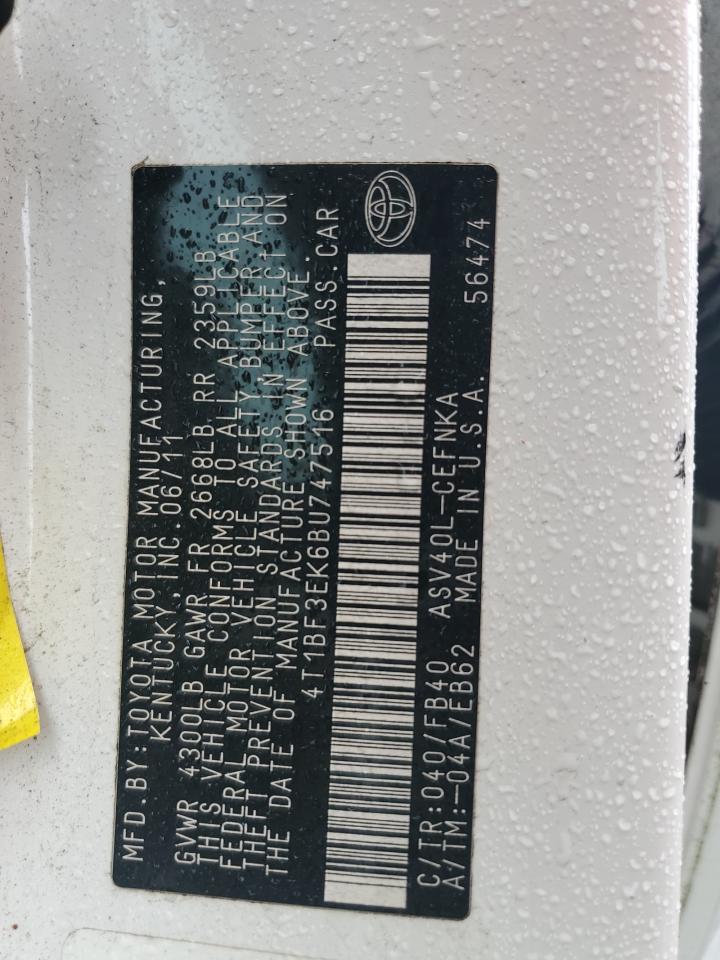 MFD.BY:TOYOTA MOTOR MANUFACTURING,
KENTUCKY,INC.06/11
GVWR 4300LB GAWR FR 2668LB,RR 2359LB
THIS VEHICLE CONFORMS TO ALL APPLICABLE
FEDERAL MOTOR VEHICLE SAFETY,BUMPER,AND
THEFT PREVENTION STANDARDS IN EFFECT ON
THE DATE OF MANUFACTURE SHOWN ABOVE.
4T1BF3EK6BU747516 PASS.CAR
C/TR:040/FB40 ASV40L-CEFNKA
A/TM:-04A/EB62 MADE IN U.S.A. 56474